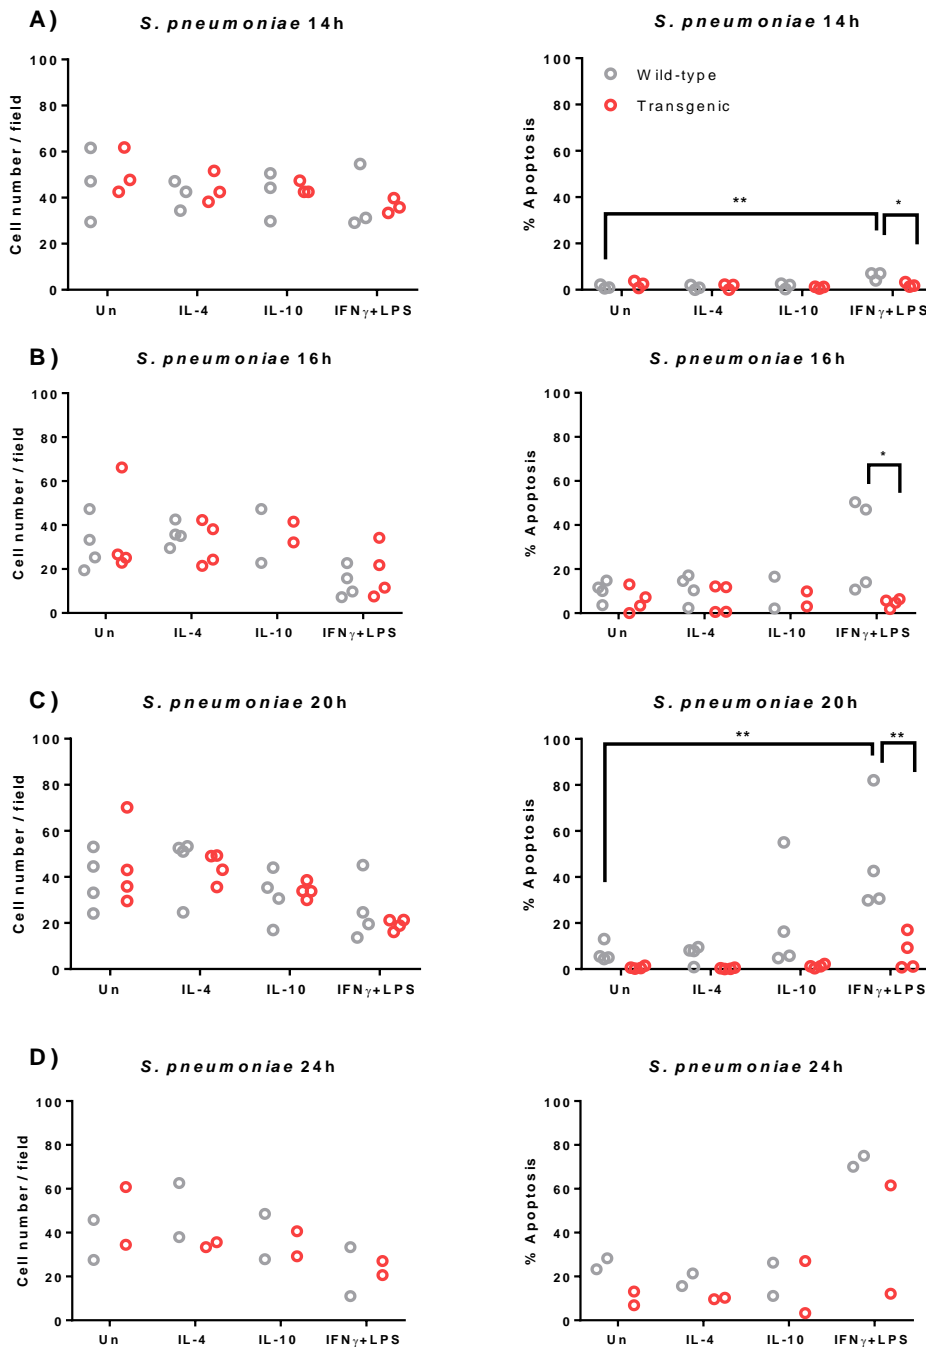 A)
S. pneumoniae 14h
Cell number / field
100
80
60
40
20
0
Un IL-4 IL-10 IFNγ+LPS
S. pneumoniae 14h
% Apoptosis
100
80
60
40
20
0
Wild-type
Transgenic
**
*
Un IL-4 IL-10 IFNγ+LPS
B)
S. pneumoniae 16h
Cell number / field
100
80
60
40
20
0
Un IL-4 IL-10 IFNγ+LPS
S. pneumoniae 16h
% Apoptosis
100
80
60
40
20
0
*
Un IL-4 IL-10 IFNγ+LPS
C)
S. pneumoniae 20h
Cell number / field
100
80
60
40
20
0
Un IL-4 IL-10 IFNγ+LPS
S. pneumoniae 20h
% Apoptosis
100
80
60
40
20
0
**
**
Un IL-4 IL-10 IFNγ+LPS
D)
S. pneumoniae 24h
Cell number / field
100
80
60
40
20
0
Un IL-4 IL-10 IFNγ+LPS
S. pneumoniae 24h
% Apoptosis
100
80
60
40
20
0
Un IL-4 IL-10 IFNγ+LPS